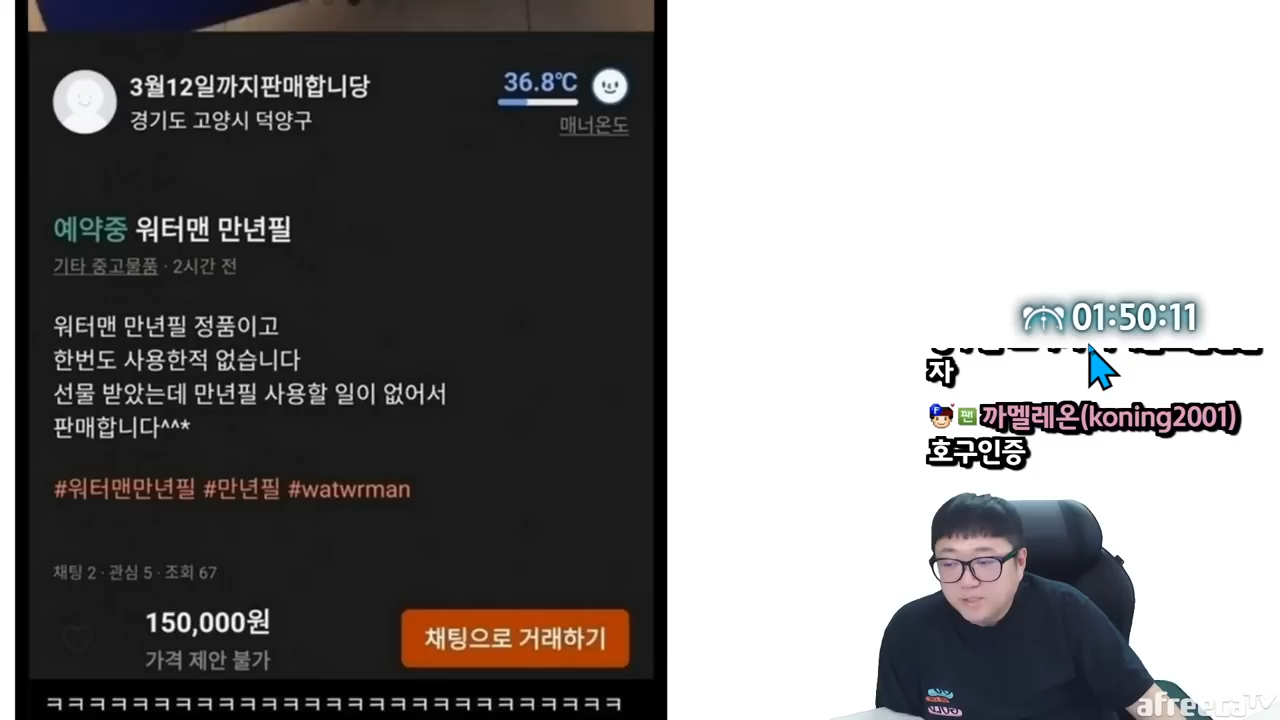 3월12일까지판매합니당
경기도 고양시 덕양구
36.8℃
매너온도
예약중 워터맨 만년필
기타 중고물품 · 2시간 전
워터맨 만년필 정품이고
한번도 사용한적 없습니다
선물 받았는데 만년필 사용할 일이 없어서
판매합니다^^*
#워터맨만년필 #만년필 #watwrman
채팅 2 · 관심 5 · 조회 67
150,000원
가격 제안 불가
채팅으로 거래하기
ㅋㅋㅋㅋㅋㅋㅋㅋㅋㅋㅋㅋㅋㅋㅋㅋㅋㅋㅋㅋㅋㅋㅋㅋㅋㅋㅋ
01:50:11
자
F 팬 까멜레온(koning2001)
호구인증
afreecaTV